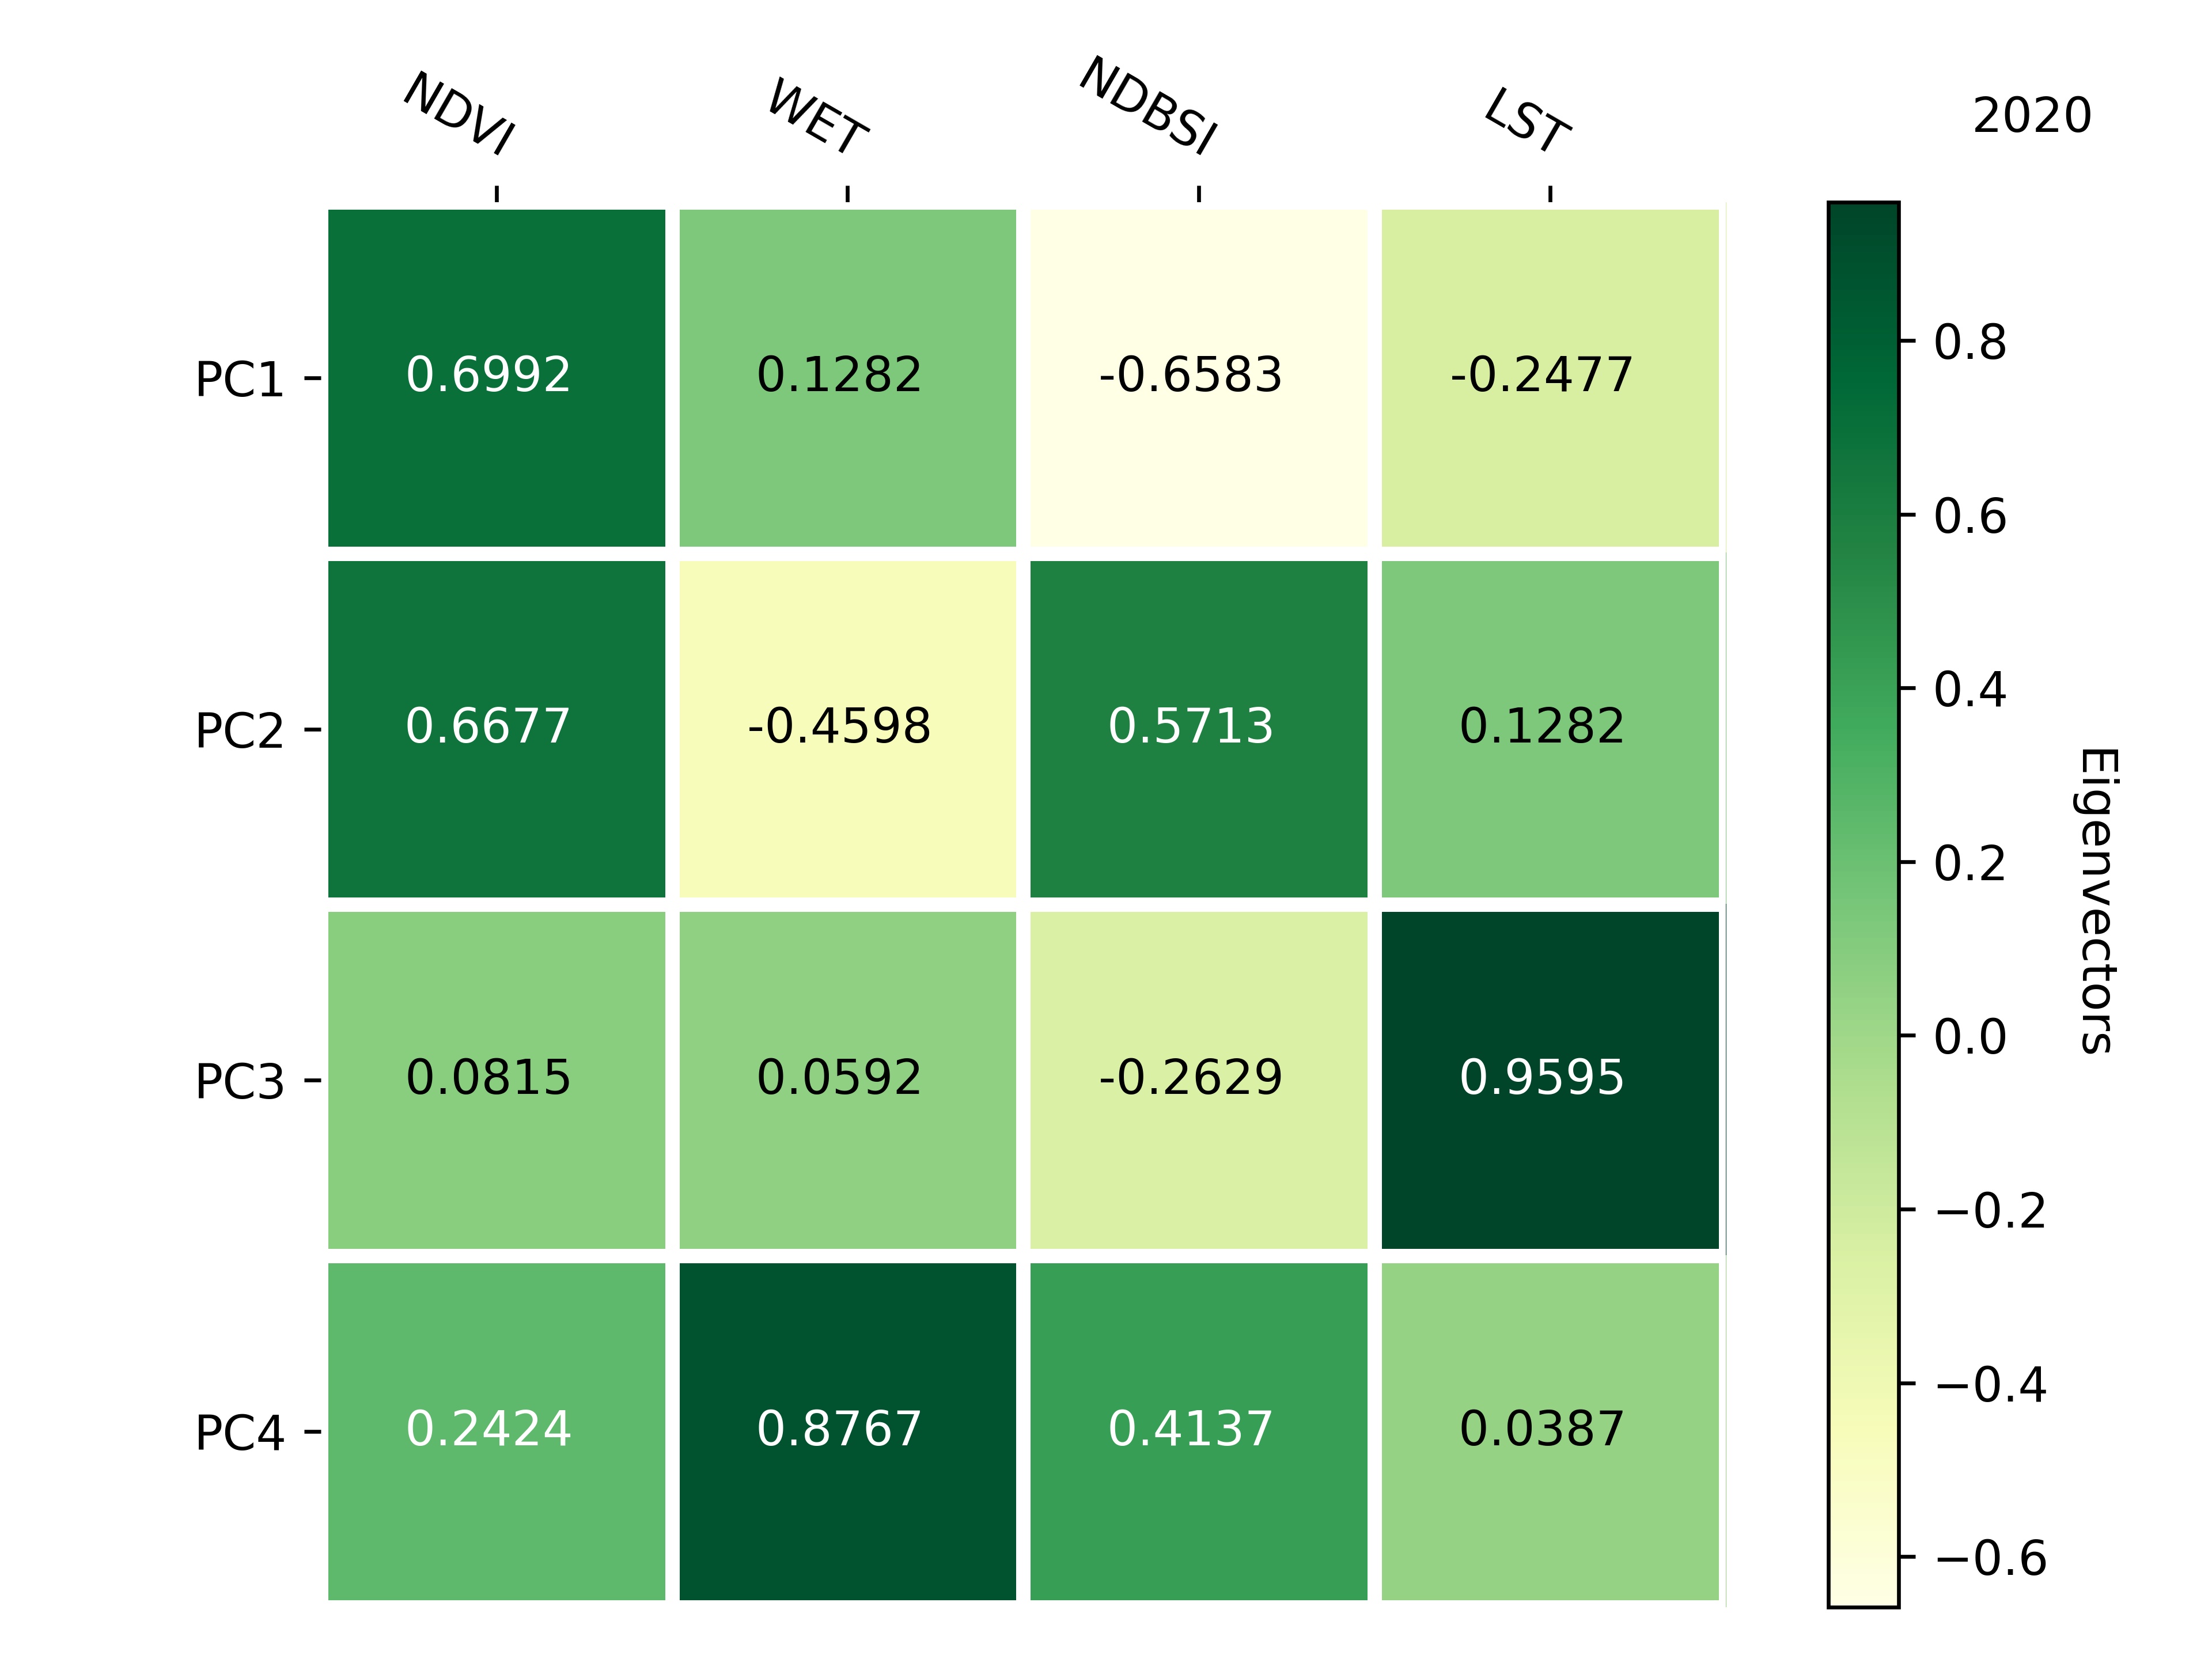 NDVI WET NDBSI LST 2020
PC1 0.6992 0.1282 -0.6583 -0.2477
PC2 0.6677 -0.4598 0.5713 0.1282
PC3 0.0815 0.0592 -0.2629 0.9595
PC4 0.2424 0.8767 0.4137 0.0387
0.8
0.6
0.4
0.2
0.0
−0.2
−0.4
−0.6
Eigenvectors